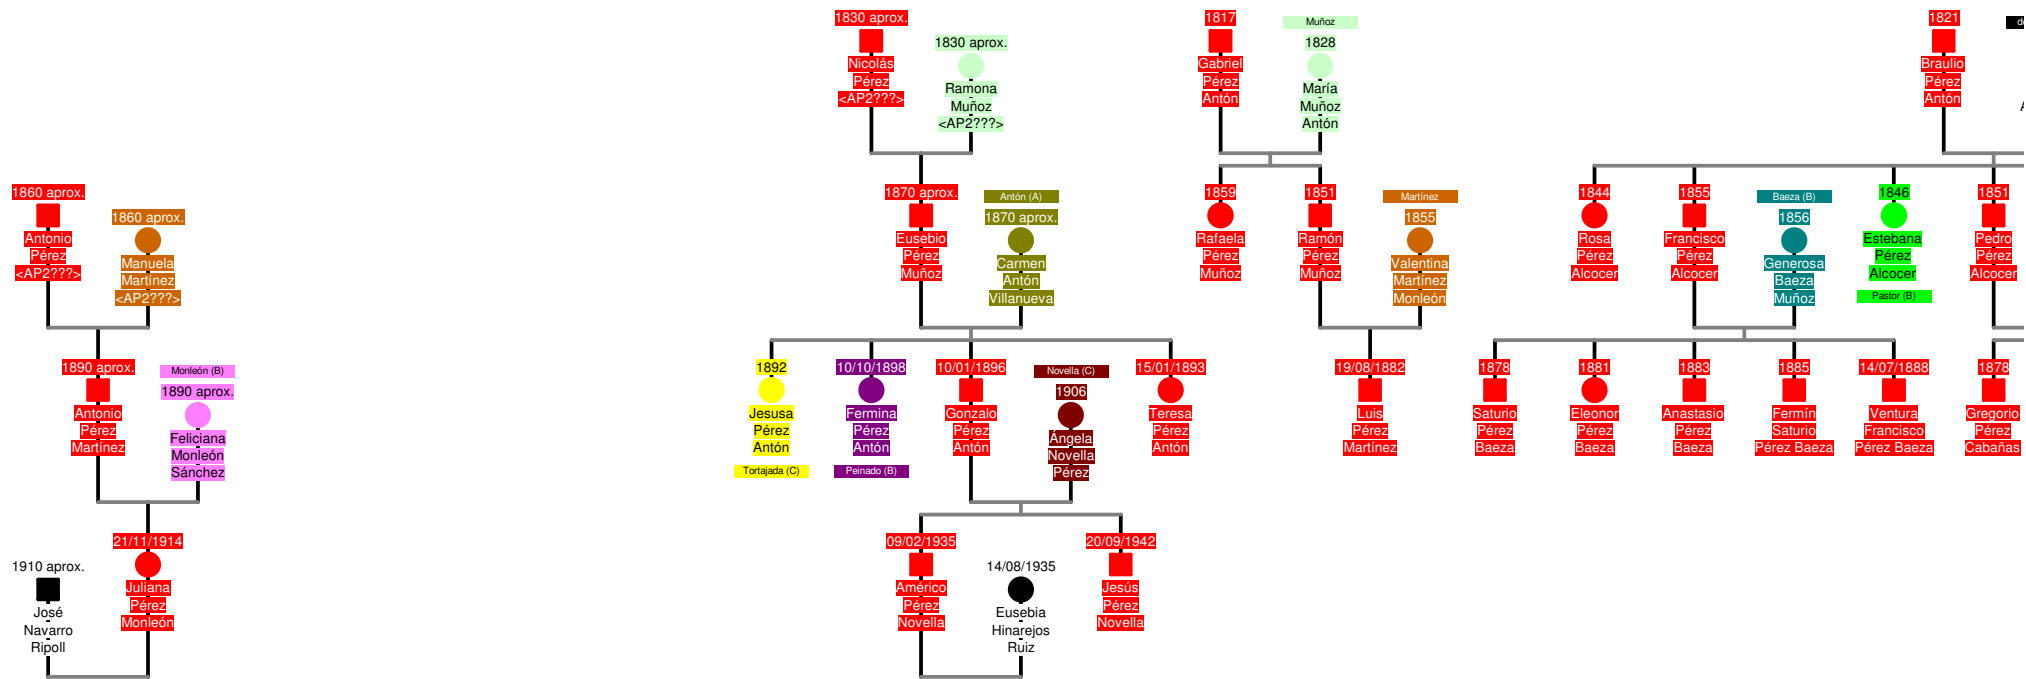 1830 aprox.
Nicolás
Pérez
<AP2???>
1830 aprox.
Ramona
Muñoz
<AP2???>
1817
Gabriel
Pérez
Antón
Muñoz
1828
María
Muñoz
Antón
1821
Braulio
Pérez
Antón
1860 aprox.
Antonio
Pérez
<AP2???>
1860 aprox.
Manuela
Martínez
<AP2???>
1870 aprox.
Eusebio
Pérez
Muñoz
Antón (A)
1870 aprox.
Carmen
Antón
Villanueva
1859
Rafaela
Pérez
Muñoz
1851
Ramón
Pérez
Muñoz
Martínez
1855
Valentina
Martínez
Monleón
1844
Rosa
Pérez
Alcocer
1855
Francisco
Pérez
Alcocer
Baeza (B)
1856
Generosa
Baeza
Muñoz
1846
Estebana
Pérez
Alcocer
Pastor (B)
1851
Pedro
Pérez
Alcocer
1890 aprox.
Antonio
Pérez
Martínez
Monleón (B)
1890 aprox.
Feliciana
Monleón
Sánchez
1892
Jesusa
Pérez
Antón
Tortajada (C)
10/10/1898
Fermina
Pérez
Antón
Peinado (B)
10/01/1896
Gonzalo
Pérez
Antón
Novella (C)
1906
Ángela
Novella
Pérez
15/01/1893
Teresa
Pérez
Antón
19/08/1882
Luis
Pérez
Martínez
1878
Saturio
Pérez
Baeza
1881
Eleonor
Pérez
Baeza
1883
Anastasio
Pérez
Baeza
1885
Fermín
Saturio
Pérez Baeza
14/07/1888
Ventura
Francisco
Pérez Baeza
1878
Gregorio
Pérez
Cabañas
1910 aprox.
José
Navarro
Ripoll
21/11/1914
Juliana
Pérez
Monleón
09/02/1935
Américo
Pérez
Novella
14/08/1935
Eusebia
Hinarejos
Ruiz
20/09/1942
Jesús
Pérez
Novella